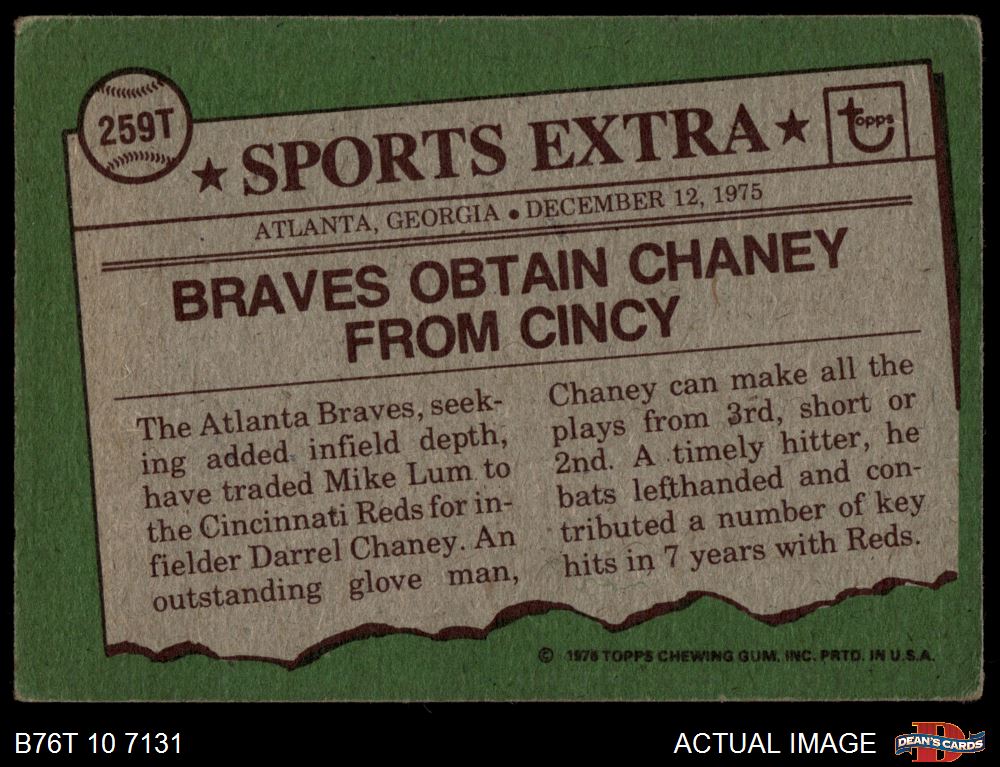 259T
★ SPORTS EXTRA ★
Topps
ATLANTA, GEORGIA • DECEMBER 12, 1975
BRAVES OBTAIN CHANEY
FROM CINCY
The Atlanta Braves, seek-
ing added infield depth,
have traded Mike Lum to
the Cincinnati Reds for in-
fielder Darrel Chaney. An
outstanding glove man,
Chaney can make all the
plays from 3rd, short or
2nd. A timely hitter, he
bats lefthanded and con-
tributed a number of key
hits in 7 years with Reds.
© 1976 TOPPS CHEWING GUM, INC. PRTD. IN U.S.A.
B76T 10 7131
ACTUAL IMAGE
D
DEAN'S CARDS